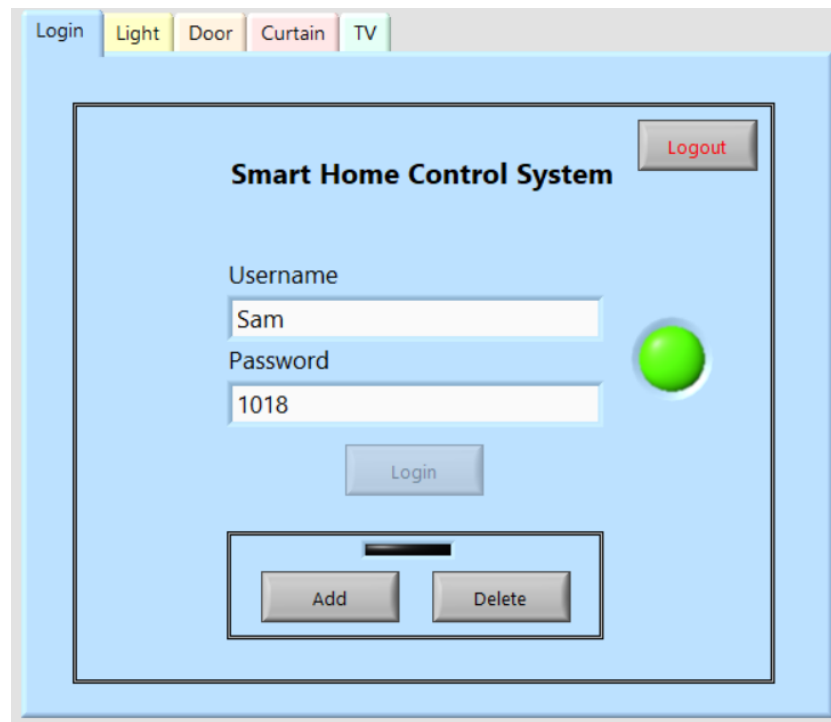 Login Light Door Curtain TV
Logout
Smart Home Control System
Username
Sam
Password
1018
Login
Add Delete